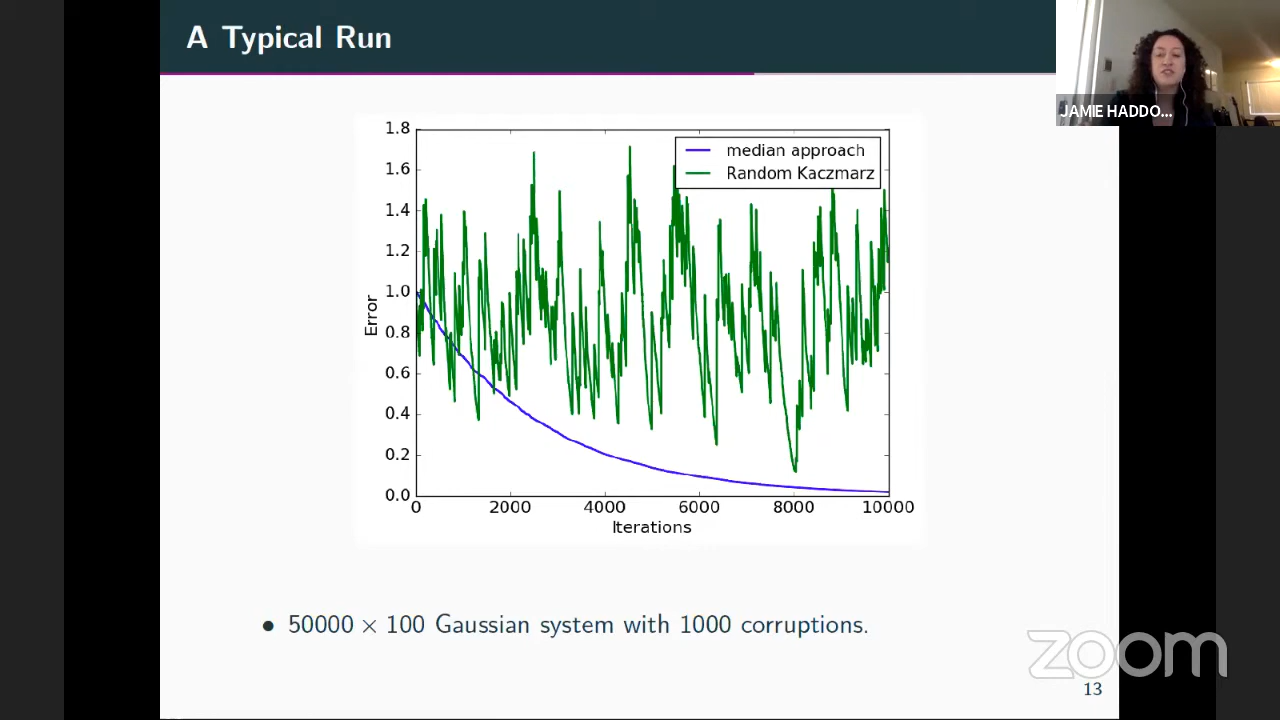 A Typical Run
JAMIE HADDO...
1.8
1.6
1.4
1.2
1.0
0.8
0.6
0.4
0.2
0.0
Error
median approach
Random Kaczmarz
0 2000 4000 6000 8000 10000
Iterations
• 50000 × 100 Gaussian system with 1000 corruptions.
zoom
13